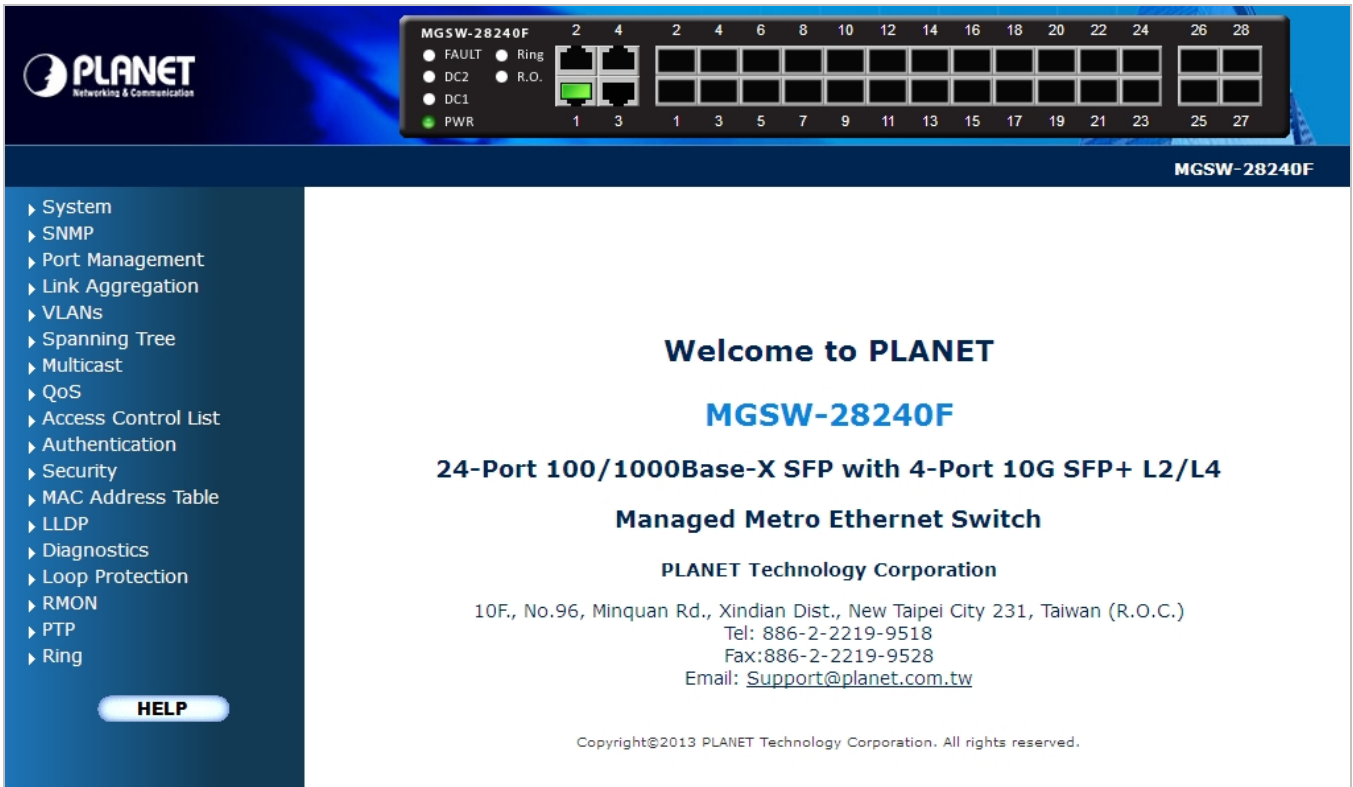 PLANET
Networking & Communication
MGSW-28240F
2 4 2 4 6 8 10 12 14 16 18 20 22 24 26 28
FAULT Ring
DC2 R.O.
DC1
PWR
1 3 1 3 5 7 9 11 13 15 17 19 21 23 25 27
MGSW-28240F
System
SNMP
Port Management
Link Aggregation
VLANs
Spanning Tree
Multicast
QoS
Access Control List
Authentication
Security
MAC Address Table
LLDP
Diagnostics
Loop Protection
RMON
PTP
Ring
HELP
Welcome to PLANET
MGSW-28240F
24-Port 100/1000Base-X SFP with 4-Port 10G SFP+ L2/L4
Managed Metro Ethernet Switch
PLANET Technology Corporation
10F., No.96, Minquan Rd., Xindian Dist., New Taipei City 231, Taiwan (R.O.C.)
Tel: 886-2-2219-9518
Fax:886-2-2219-9528
Email: Support@planet.com.tw
Copyright©2013 PLANET Technology Corporation. All rights reserved.